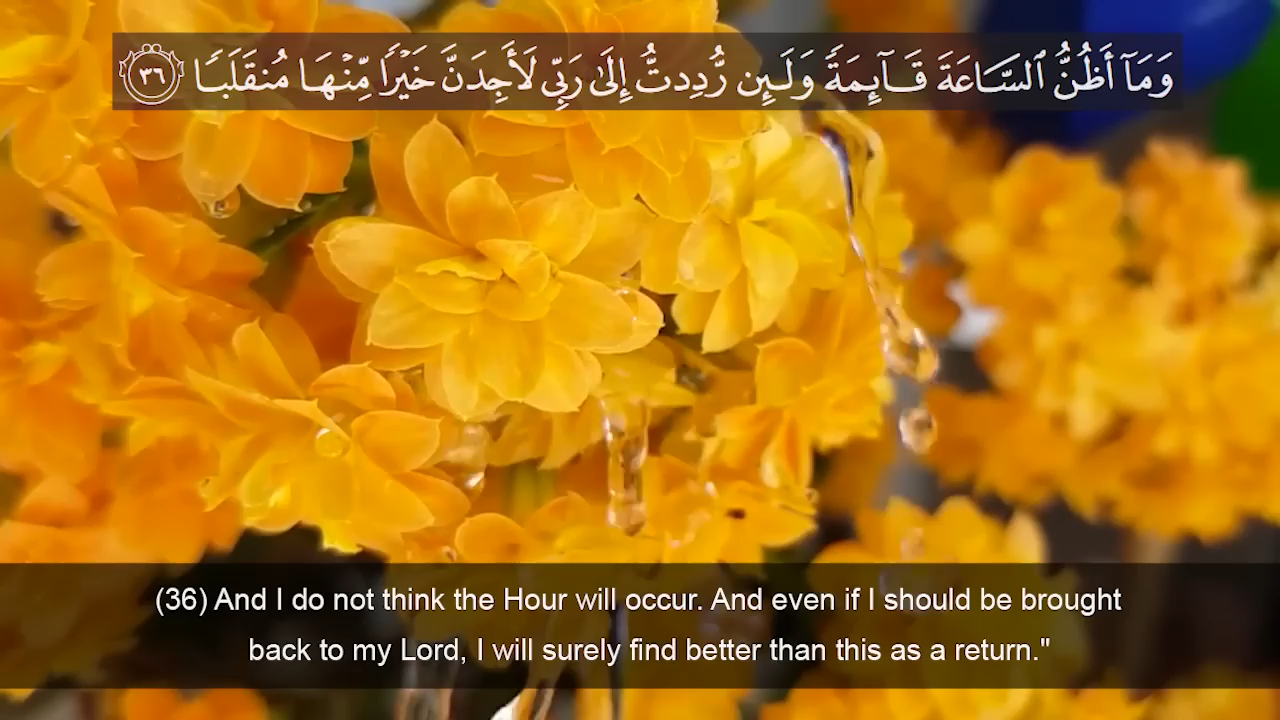 وَمَآ أَظُنُّ ٱلسَّاعَةَ قَآئِمَةً وَلَئِن رُّدِدتُّ إِلَىٰ رَبِّى لَأَجِدَنَّ خَيْرًا مِّنْهَا مُنقَلَبًا ٣٦
(36) And I do not think the Hour will occur. And even if I should be brought
back to my Lord, I will surely find better than this as a return."